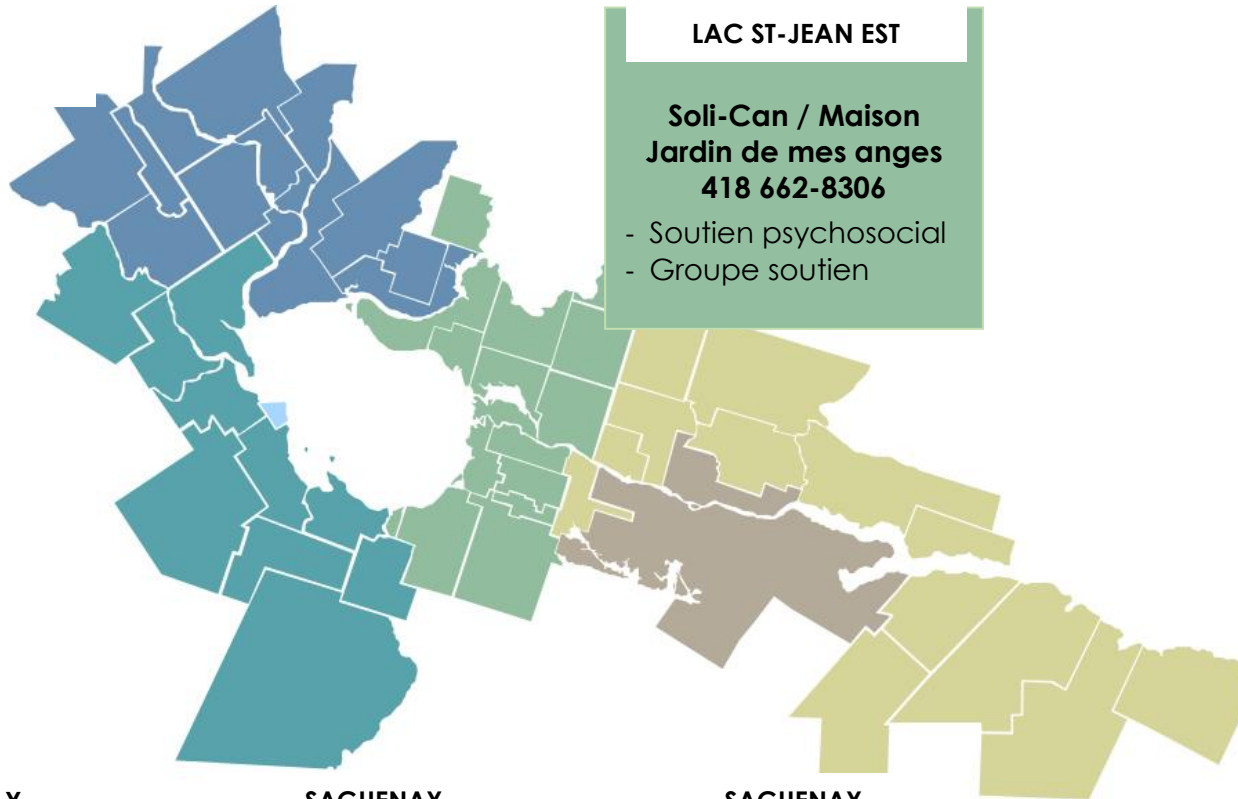 LAC ST-JEAN EST
Soli-Can / Maison
Jardin de mes anges
418 662-8306
- Soutien psychosocial
- Groupe soutien
Y
SAGUENAY
SAGUENAY